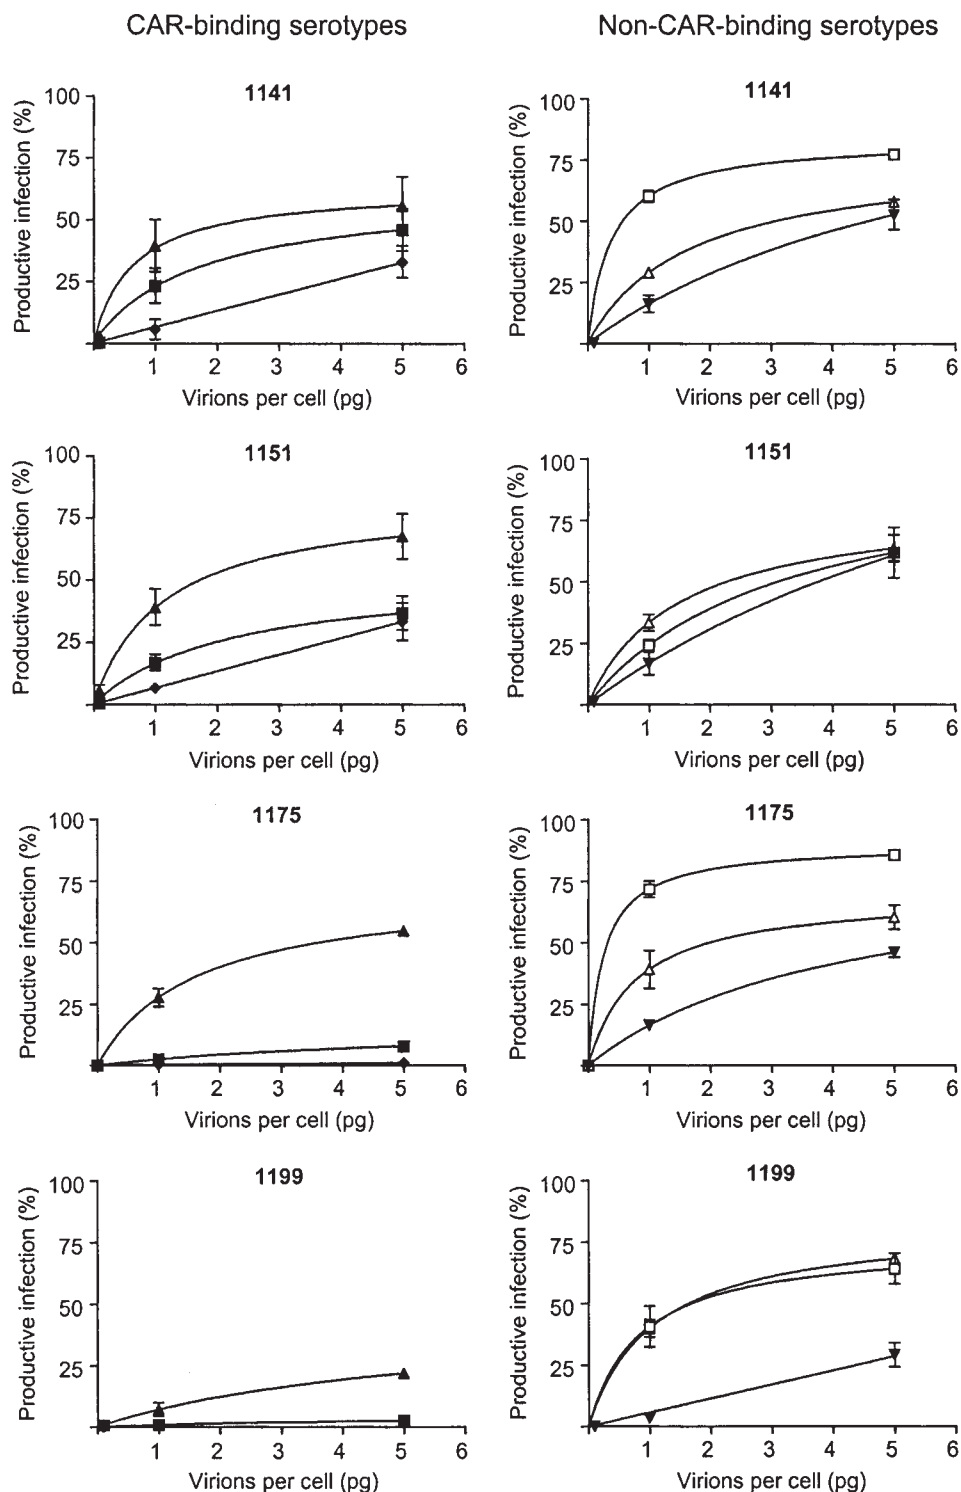 CAR-binding serotypes
Non-CAR-binding serotypes
1141
Productive infection (%)
100
75
50
25
1 2 3 4 5 6
Virions per cell (pg)
1141
Productive infection (%)
100
75
50
25
1 2 3 4 5 6
Virions per cell (pg)
1151
Productive infection (%)
100
75
50
25
1 2 3 4 5 6
Virions per cell (pg)
1151
Productive infection (%)
100
75
50
25
1 2 3 4 5 6
Virions per cell (pg)
1175
Productive infection (%)
100
75
50
25
1 2 3 4 5 6
Virions per cell (pg)
1175
Productive infection (%)
100
75
50
25
1 2 3 4 5 6
Virions per cell (pg)
1199
Productive infection (%)
100
75
50
25
1 2 3 4 5 6
Virions per cell (pg)
1199
Productive infection (%)
100
75
50
25
1 2 3 4 5 6
Virions per cell (pg)